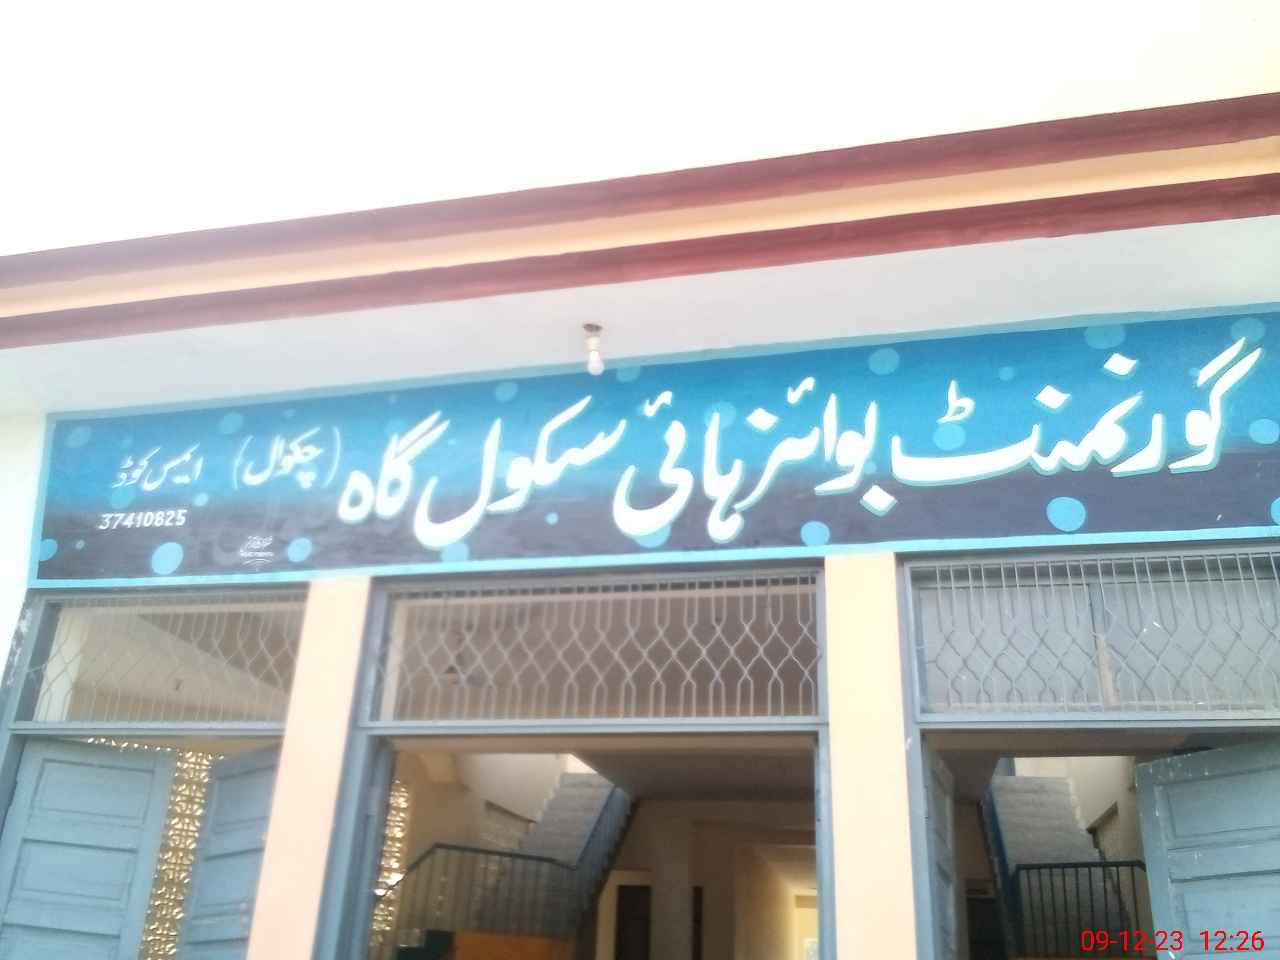 گورنمنٹ بوائز ہائی سکول گاہ (چکوال) ایمس کوڈ
37410825
09-12-23 12:26